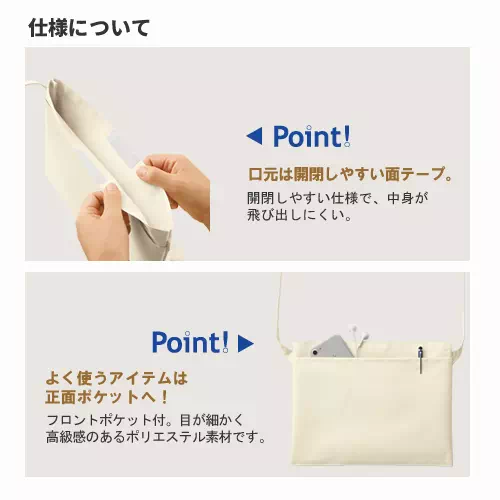 仕様について
Point!
口元は開閉しやすい面テープ。
開閉しやすい仕様で、中身が
飛び出しにくい。
Point!
よく使うアイテムは
正面ポケットへ！
フロントポケット付。目が細かく
高級感のあるポリエステル素材です。